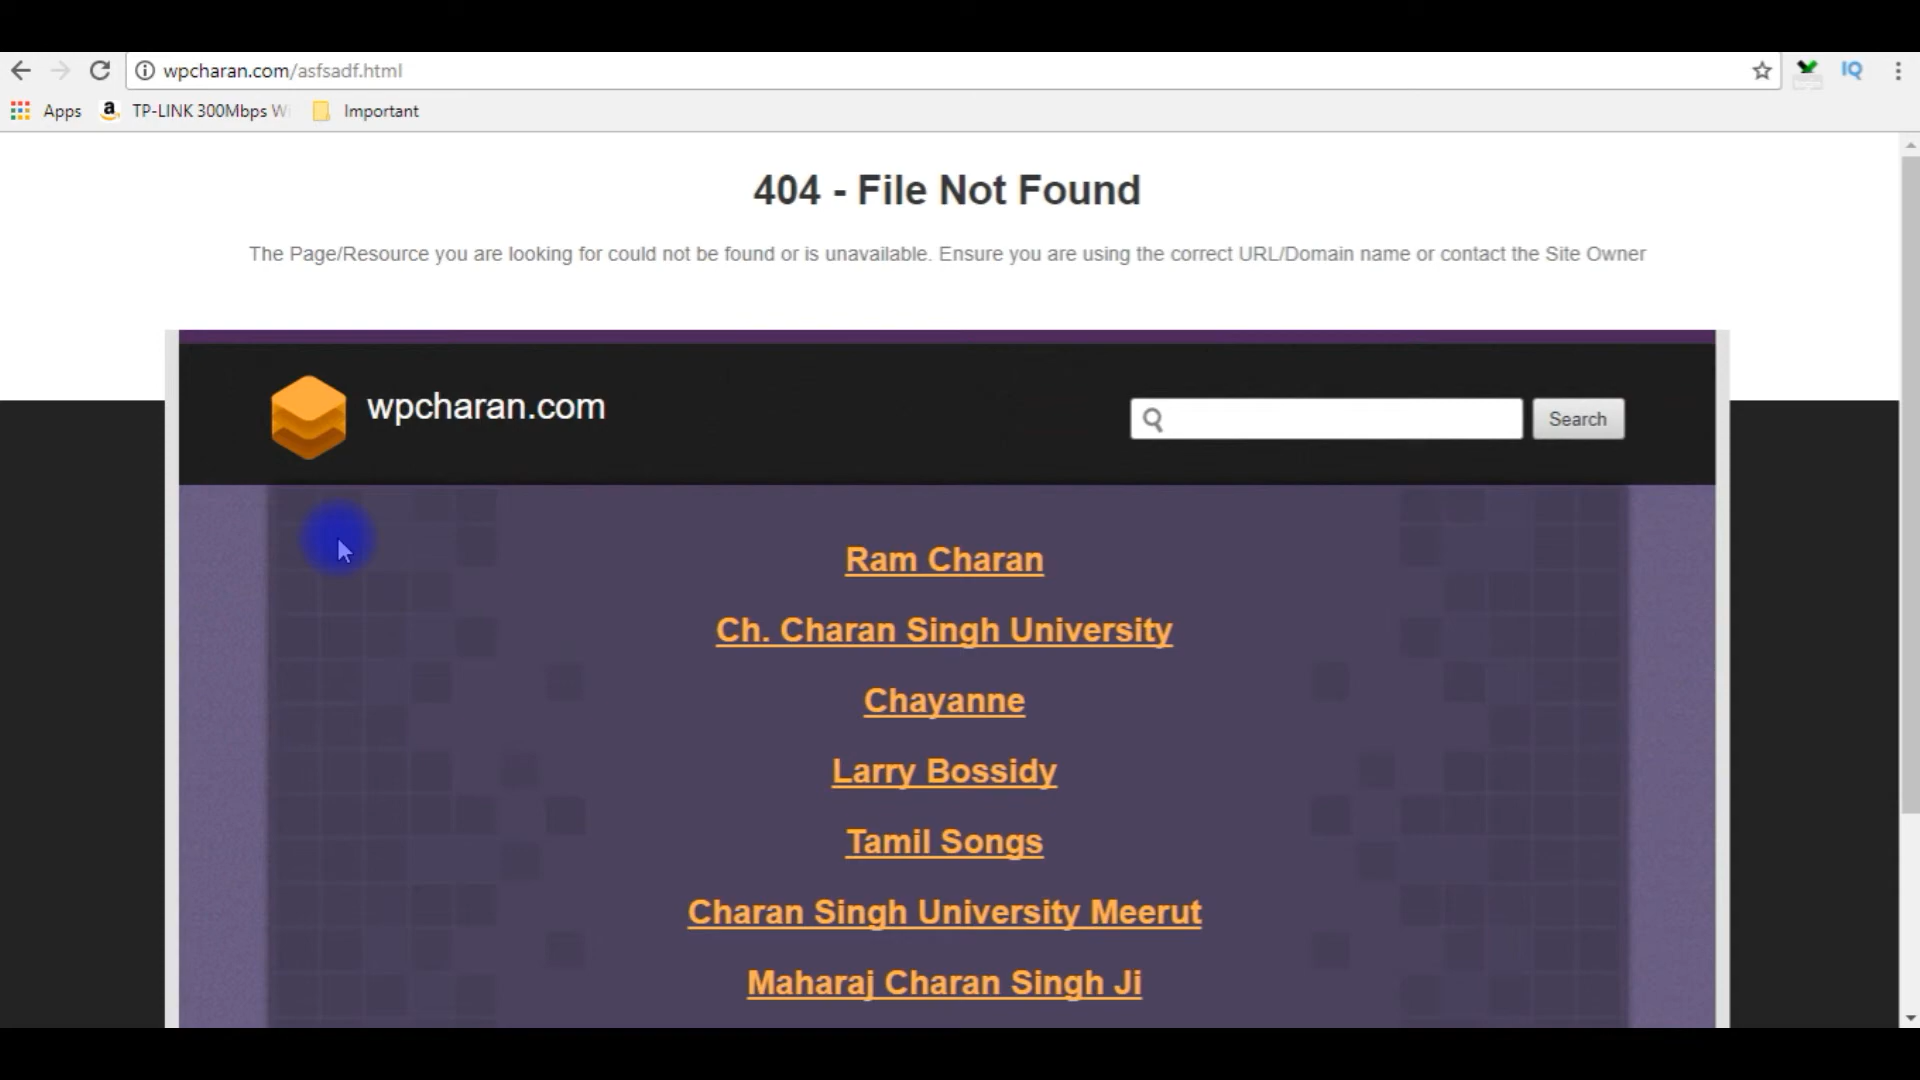 wpcharan.com/asfsadf.html
IQ
Apps
TP-LINK 300Mbps
Important
404 - File Not Found
The Page/Resource you are looking for could not be found or is unavailable. Ensure you are using the correct URL/Domain name or contact the Site Owner
wpcharan.com
Search
Ram Charan
Ch. Charan Singh University
Chayanne
Larry Bossidy
Tamil Songs
Charan Singh University Meerut
Maharaj Charan Singh Ji